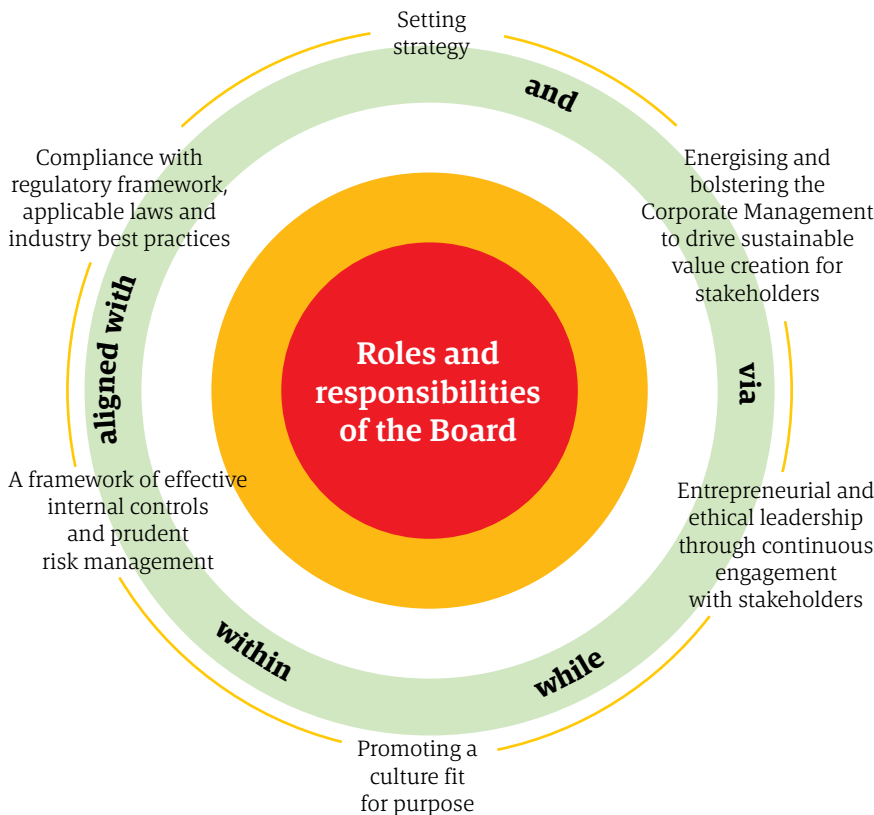 Setting
strategy
and
Energising and
bolstering the
Corporate Management
to drive sustainable
value creation for
stakeholders
via
Entrepreneurial and
ethical leadership
through continuous
engagement
with stakeholders
while
Promoting a
culture fit
for purpose
within
A framework of effective
internal controls
and prudent
risk management
aligned with
Compliance with
regulatory framework,
applicable laws and
industry best practices
Roles and
responsibilities
of the Board